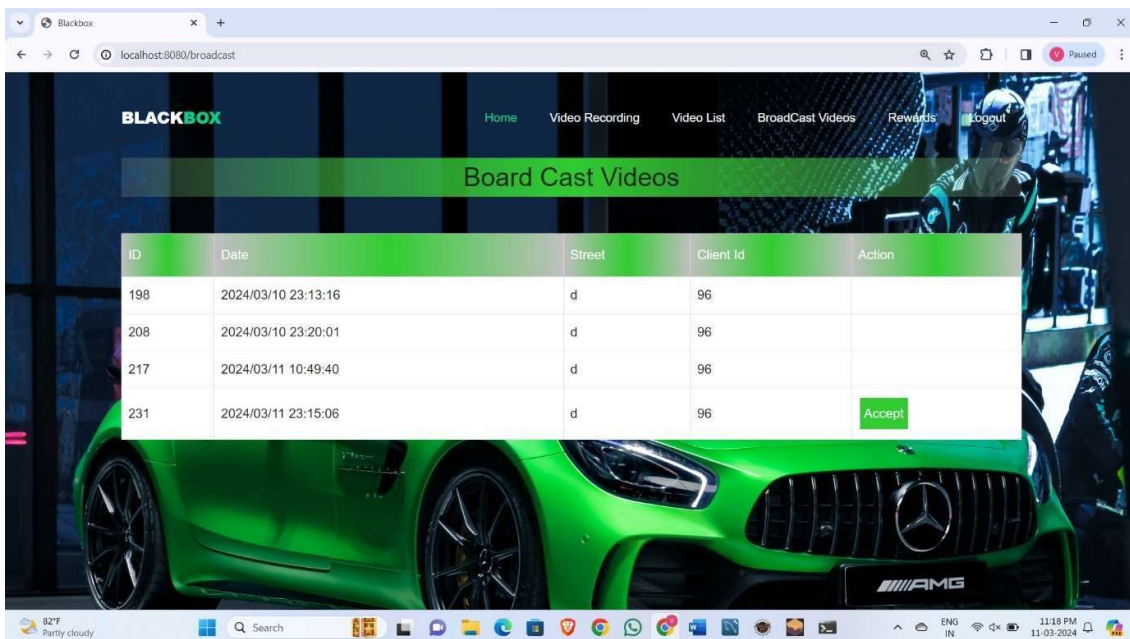 Blackbox
localhost:8080/broadcast
V Paused
BLACKBOX Home Video Recording Video List BroadCast Videos Rewards Logout
Board Cast Videos
ID Date Street Client Id Action
198 2024/03/10 23:13:16 d 96
208 2024/03/10 23:20:01 d 96
217 2024/03/11 10:49:40 d 96
231 2024/03/11 23:15:06 d 96 Accept
AMG
82°F
Partly cloudy
Search
ENG
IN
11:18 PM
11-03-2024